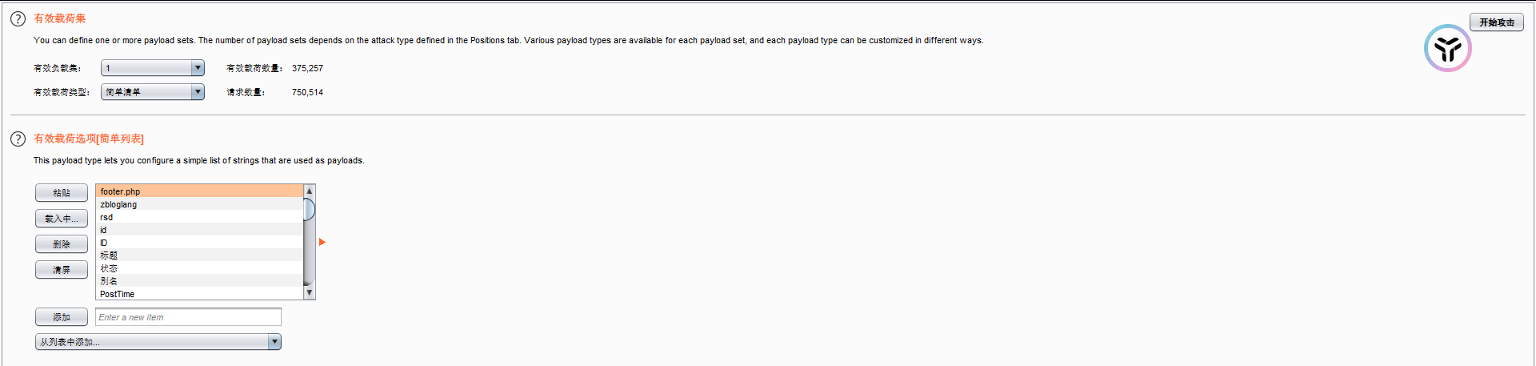 有效载荷集
开始攻击
You can define one or more payload sets. The number of payload sets depends on the attack type defined in the Positions tab. Various payload types are available for each payload set, and each payload type can be customized in different ways.
有效负载集： 1 有效载荷数量： 375,257
有效载荷类型： 简单清单 请求数量： 750,514
有效载荷选项[简单列表]
This payload type lets you configure a simple list of strings that are used as payloads.
粘贴
载入中...
删除
清屏
footer.php
zbloglang
rsd
id
ID
标题
状态
别名
PostTime
添加 Enter a new item
从列表中添加...